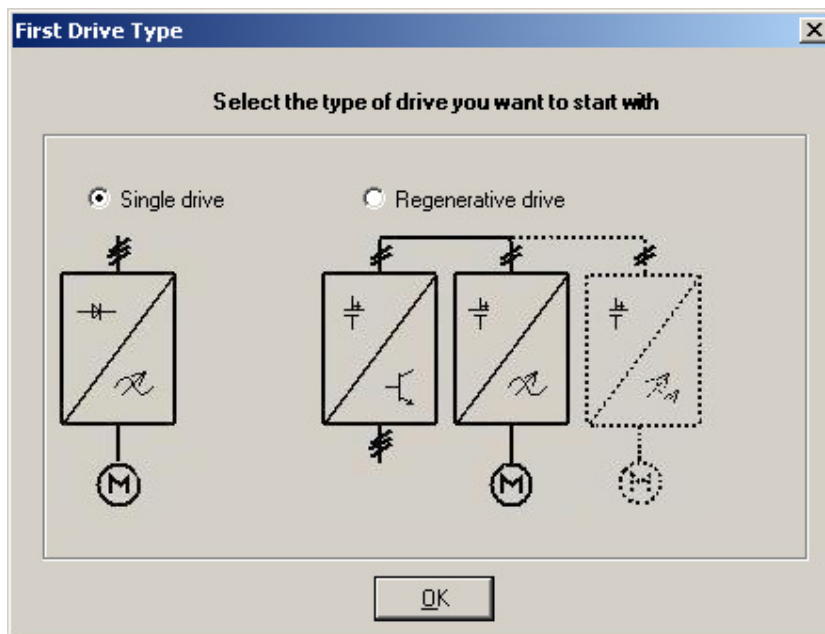 First Drive Type
Select the type of drive you want to start with
Single drive
Regenerative drive
M
M
M
OK